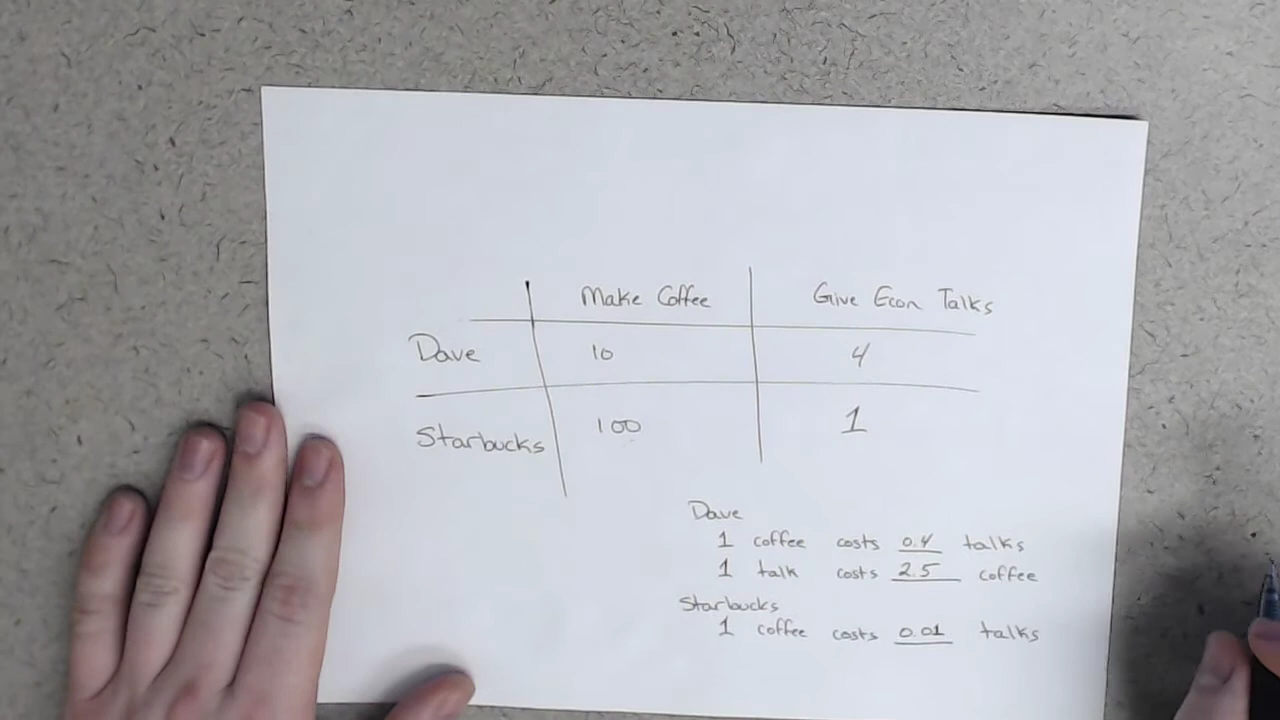 Make Coffee Give Econ Talks
Dave 10 4
Starbucks 100 1
Dave
1 coffee costs 0.4 talks
1 talk costs 2.5 coffee
Starbucks
1 coffee costs 0.01 talks